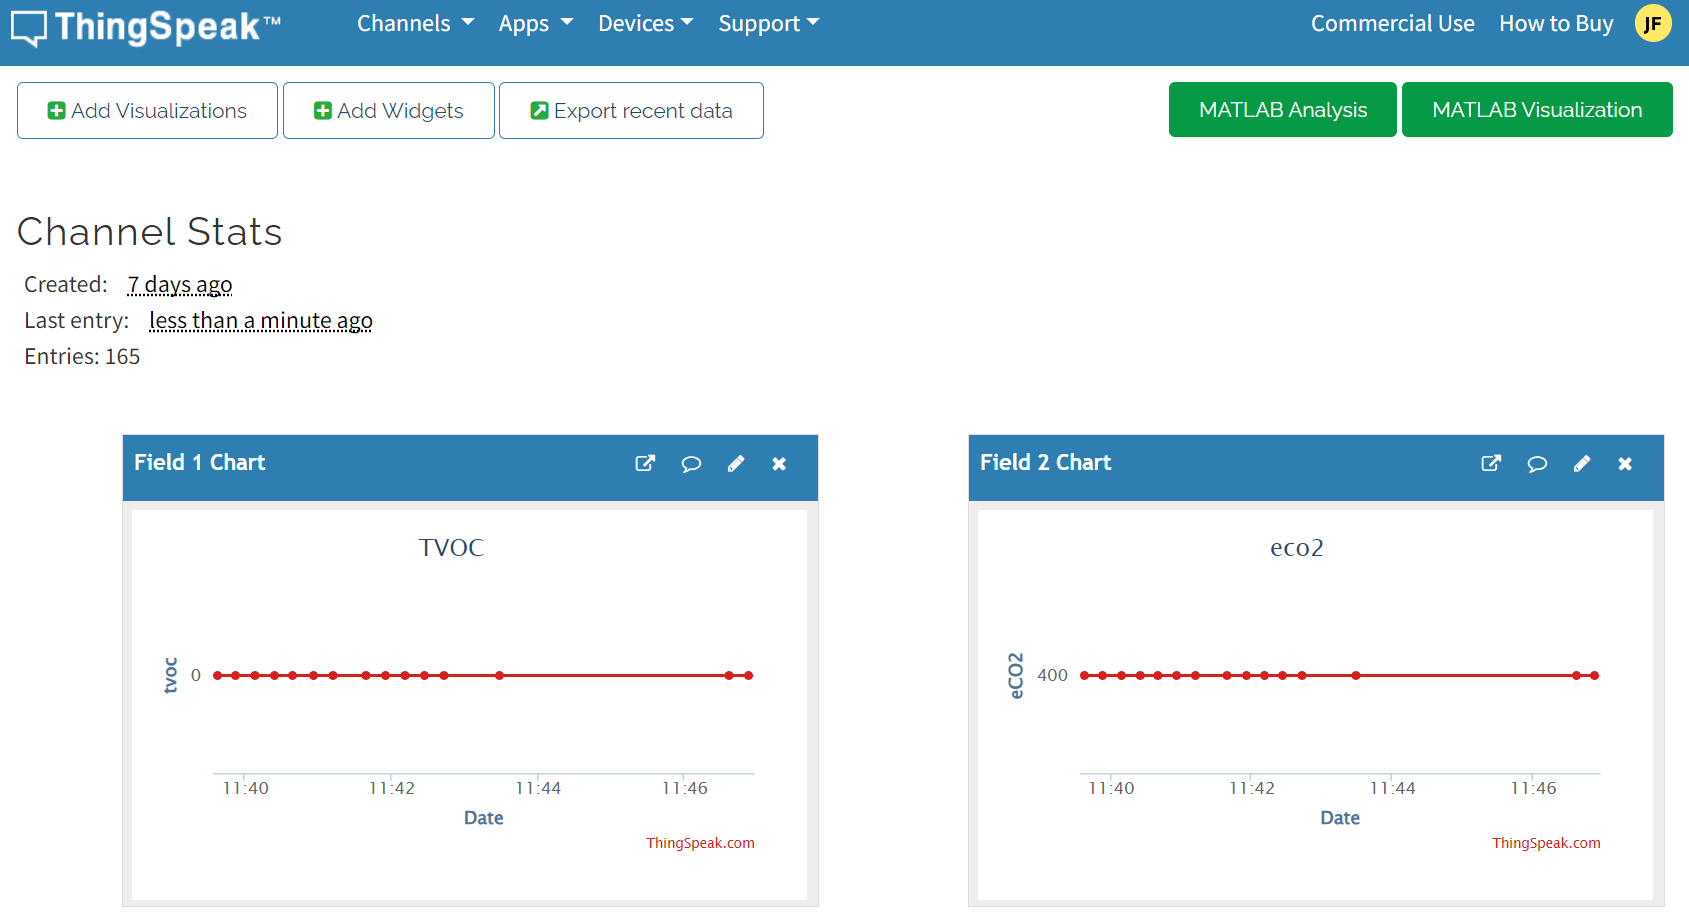 ThingSpeak™ Channels Apps Devices Support Commercial Use How to Buy JF
Add Visualizations Add Widgets Export recent data MATLAB Analysis MATLAB Visualization
Channel Stats
Created: 7 days ago
Last entry: less than a minute ago
Entries: 165
Field 1 Chart
TVOC
tvoc
0
11:40 11:42 11:44 11:46
Date
ThingSpeak.com
Field 2 Chart
eco2
eCO2
400
11:40 11:42 11:44 11:46
Date
ThingSpeak.com